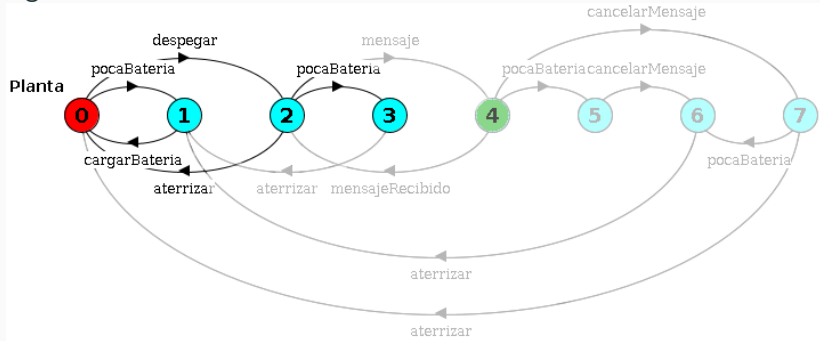 cancelarMensaje
despegar
mensaje
pocaBateria
pocaBateria
pocaBateria
cancelarMensaje
Planta
0
1
2
3
4
5
6
7
cargarBateria
pocaBateria
aterrizar
aterrizar
mensajeRecibido
aterrizar
aterrizar